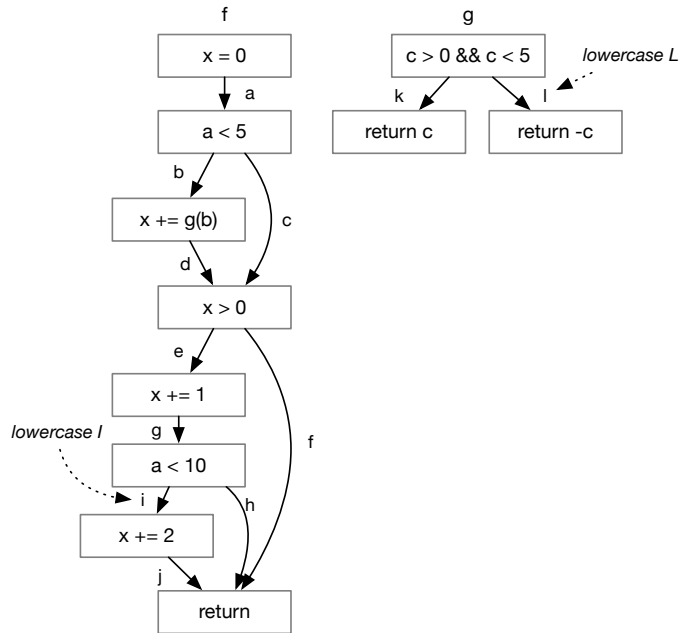 f
g
x = 0
c > 0 && c < 5
lowercase L
a
k
l
a < 5
return c
return -c
b
x += g(b)
c
d
x > 0
e
x += 1
lowercase I
g
f
a < 10
i
h
x += 2
j
return